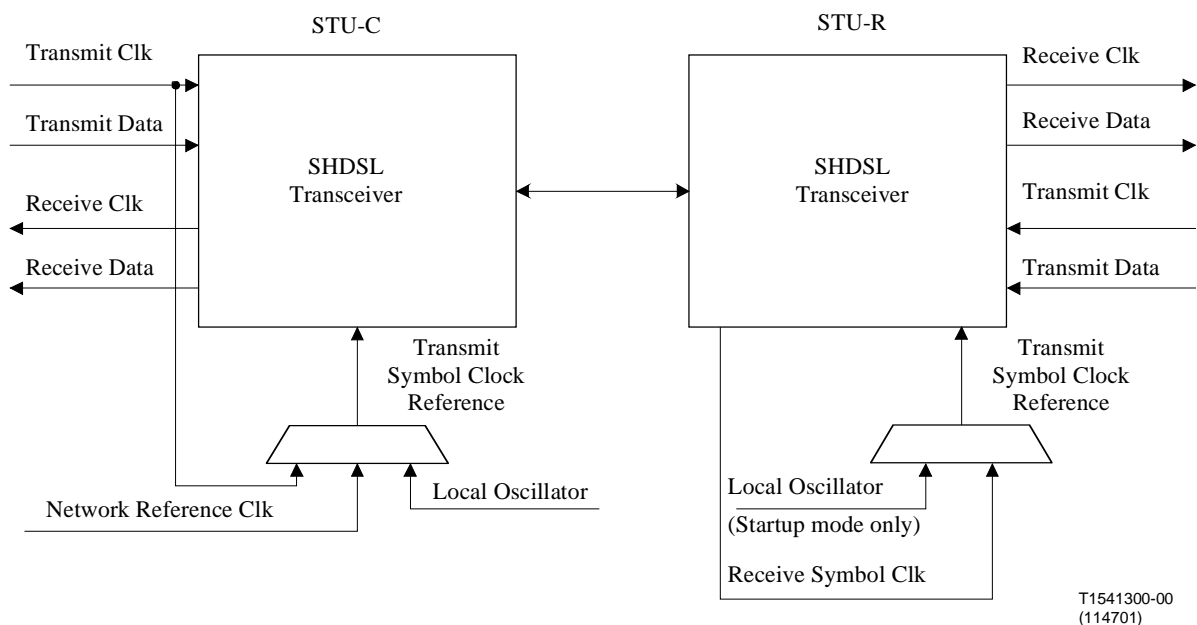 STU-C
STU-R
Transmit Clk
Transmit Data
Receive Clk
Receive Data
SHDSL
Transceiver
SHDSL
Transceiver
Receive Clk
Receive Data
Transmit Clk
Transmit Data
Transmit
Symbol Clock
Reference
Transmit
Symbol Clock
Reference
Network Reference Clk
Local Oscillator
Local Oscillator
(Startup mode only)
Receive Symbol Clk
T1541300-00
(114701)